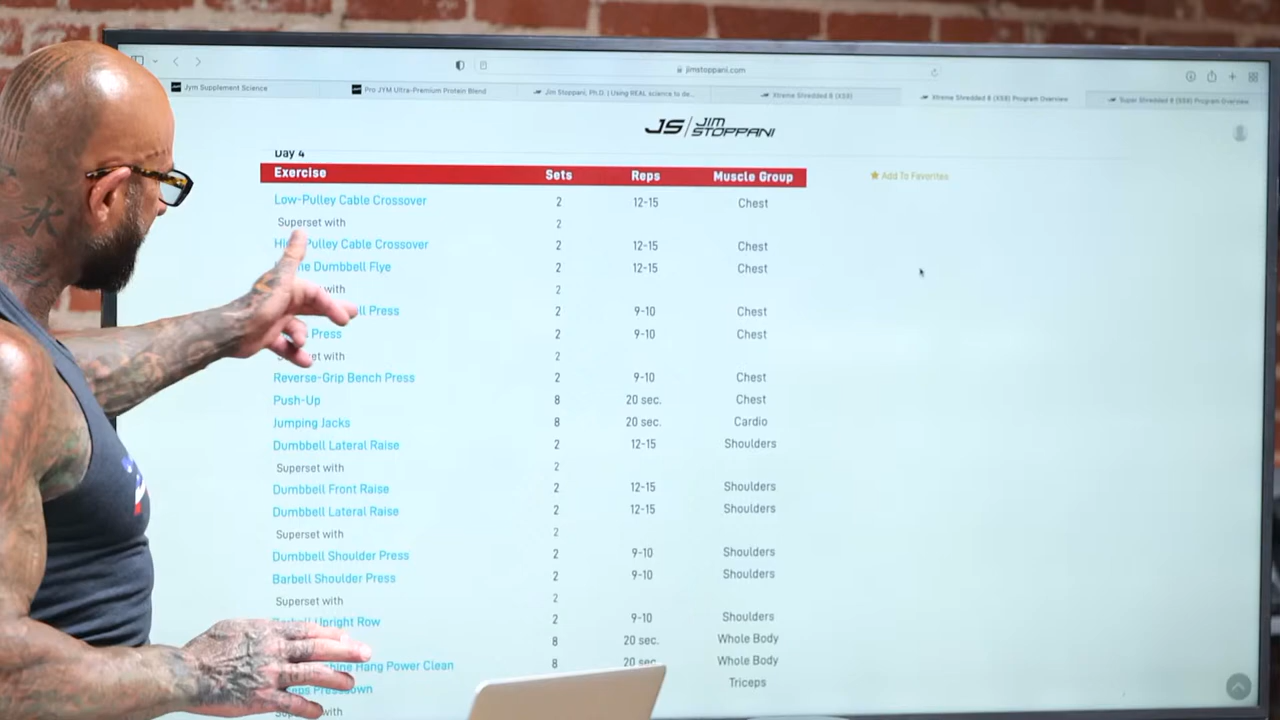 jimstoppani.com
Jym Supplement Science
Pro JYM Ultra-Premium Protein Blend
Jim Stoppani, Ph.D. | Using REAL science to de...
Xtreme Shredded 8 (XS8)
Xtreme Shredded 8 (XS8) Program Overview
Super Shredded 8 (SS8) Program Overview
JS JIM STOPPANI
Day 4
Exercise Sets Reps Muscle Group
Add To Favorites
Low-Pulley Cable Crossover 2 12-15 Chest
Superset with 2
Pulley Cable Crossover 2 12-15 Chest
Dumbbell Flye 2 12-15 Chest
with 2
Press 2 9-10 Chest
Press 2 9-10 Chest
with 2
Reverse-Grip Bench Press 2 9-10 Chest
Push-Up 8 20 sec. Chest
Jumping Jacks 8 20 sec. Cardio
Dumbbell Lateral Raise 2 12-15 Shoulders
Superset with 2
Dumbbell Front Raise 2 12-15 Shoulders
Dumbbell Lateral Raise 2 12-15 Shoulders
Superset with 2
Dumbbell Shoulder Press 2 9-10 Shoulders
Barbell Shoulder Press 2 9-10 Shoulders
Superset with 2
Upright Row 2 9-10 Shoulders
8 20 sec. Whole Body
Hang Power Clean 8 20 sec. Whole Body
Triceps
with
水